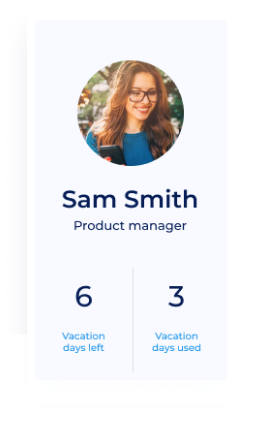 Sam Smith
Product manager
6
3
Vacation
days left
Vacation
days used